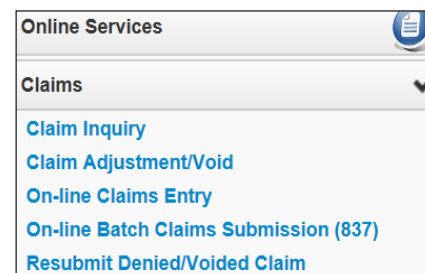 Online Services
Claims
Claim Inquiry
Claim Adjustment/Void
On-line Claims Entry
On-line Batch Claims Submission (837)
Resubmit Denied/Voided Claim